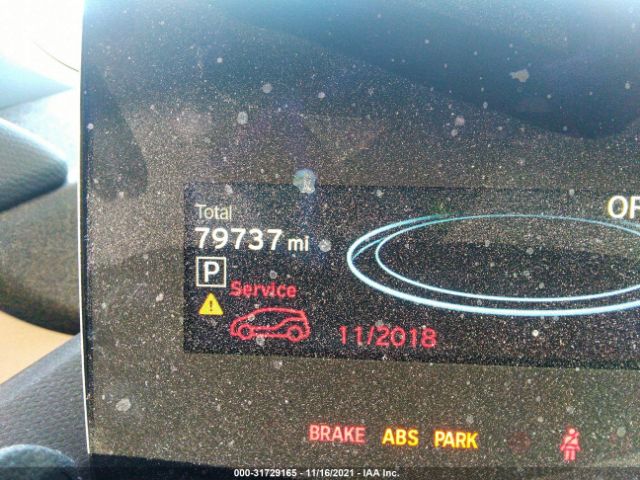 Total
79737 mi
P
Service
11/2018
BRAKE ABS PARK
000-31729165 - 11/16/2021 - IAA Inc.